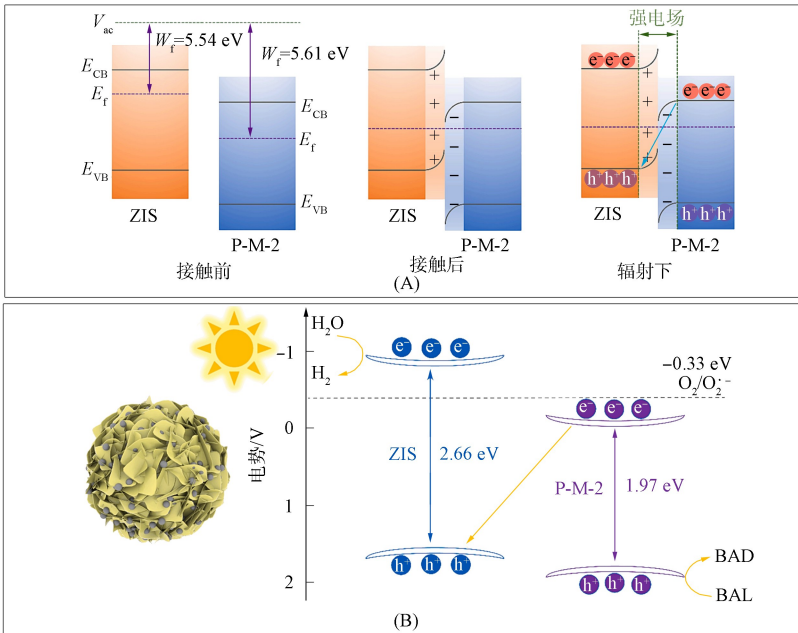 V_ac
W_f=5.54 eV
W_f=5.61 eV
E_CB
E_f
E_VB
ZIS
E_CB
E_f
E_VB
P-M-2
接触前
+
+
+
+
+
−
−
−
−
−
ZIS
P-M-2
接触后
强电场
e⁻ e⁻ e⁻
e⁻ e⁻ e⁻
+
+
+
+
+
−
−
−
−
−
h⁺ h⁺ h⁺
h⁺ h⁺ h⁺
ZIS
P-M-2
辐射下
(A)
电势/V
−1
0
1
2
H₂O
H₂
e⁻ e⁻ e⁻
−0.33 eV
O₂/O₂•⁻
e⁻ e⁻ e⁻
ZIS
2.66 eV
P-M-2
1.97 eV
h⁺ h⁺ h⁺
h⁺ h⁺ h⁺
BAD
BAL
(B)